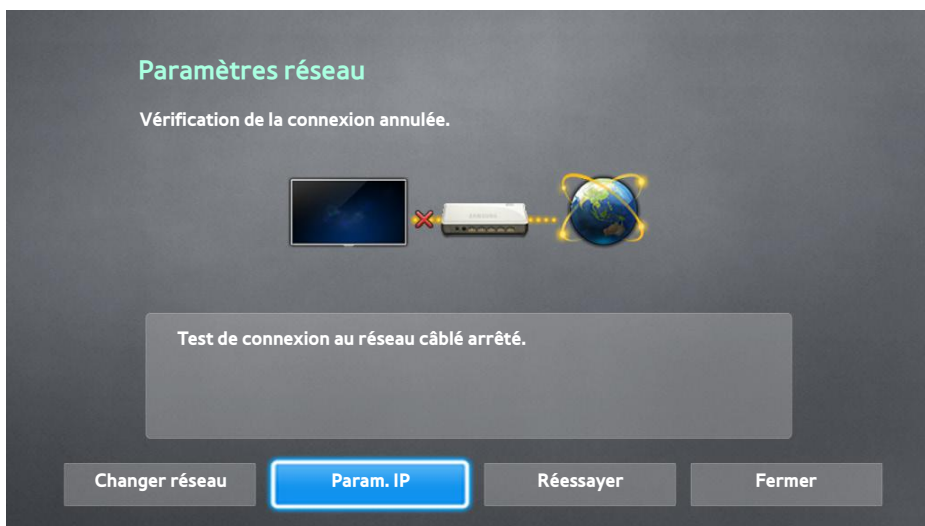 Paramètres réseau
Vérification de la connexion annulée.
SAMSUNG
Test de connexion au réseau câblé arrêté.
Changer réseau
Param. IP
Réessayer
Fermer